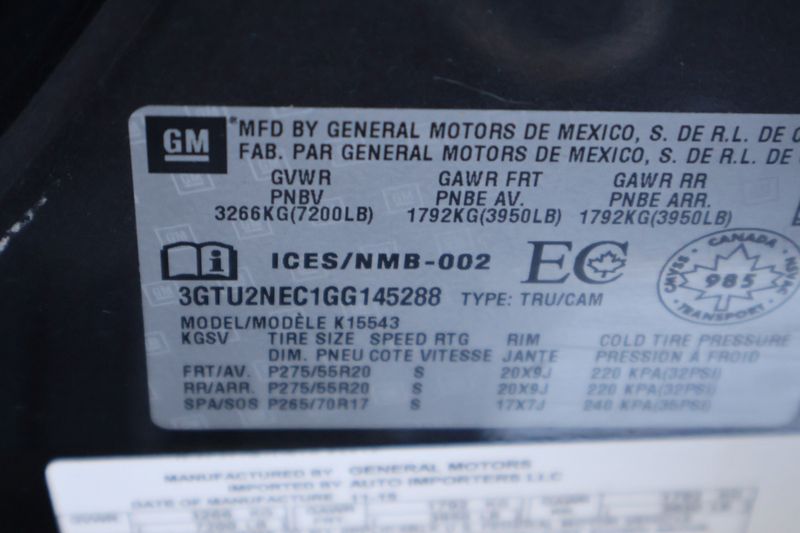 GM
MFD BY GENERAL MOTORS DE MEXICO, S. DE R.L. DE C
FAB. PAR GENERAL MOTORS DE MEXICO, S. DE R.L. DE
GVWR GAWR FRT GAWR RR
PNBV PNBE AV. PNBE ARR.
3266KG(7200LB) 1792KG(3950LB) 1792KG(3950LB)
i ICES/NMB-002 EC
CANADA
CMVSS 985 NSVAC
TRANSPORT
3GTU2NEC1GG145288 TYPE: TRU/CAM
MODEL/MODÈLE K15543
KGSV TIRE SIZE SPEED RTG RIM COLD TIRE PRESSURE
DIM. PNEU COTE VITESSE JANTE PRESSION À FROID
FRT/AV. P275/55R20 S 20X9J 220 KPA(32PSI)
RR/ARR. P275/55R20 S 20X9J 220 KPA(32PSI)
SPA/SOS P265/70R17 S 17X7J 240 KPA(35PSI)
MANUFACTURED BY GENERAL MOTORS
IMPORTED BY AUTO IMPORTERS LLC
DATE OF MANUFACTURE 11-15